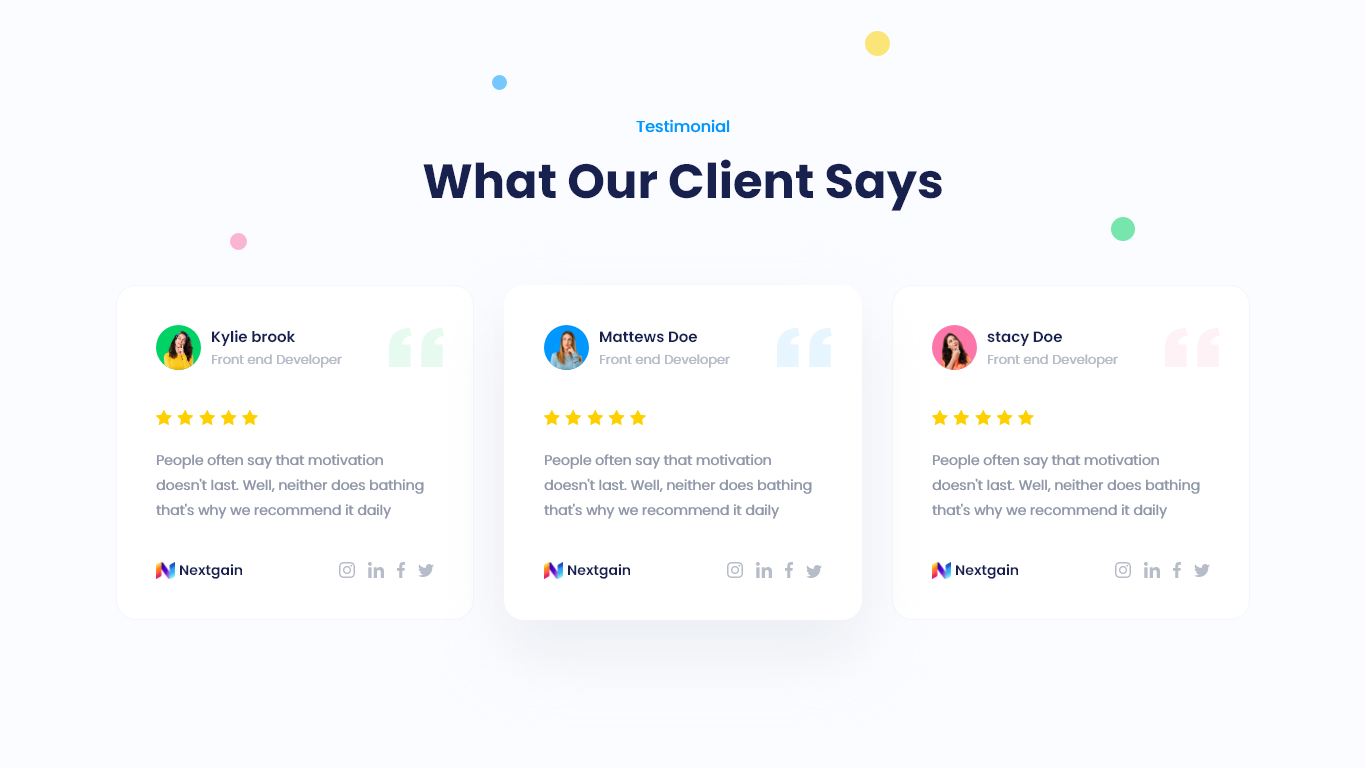 Testimonial
What Our Client Says
Kylie brook
Front end Developer
People often say that motivation
doesn't last. Well, neither does bathing
that's why we recommend it daily
Nextgain
Mattews Doe
Front end Developer
People often say that motivation
doesn't last. Well, neither does bathing
that's why we recommend it daily
Nextgain
stacy Doe
Front end Developer
People often say that motivation
doesn't last. Well, neither does bathing
that's why we recommend it daily
Nextgain